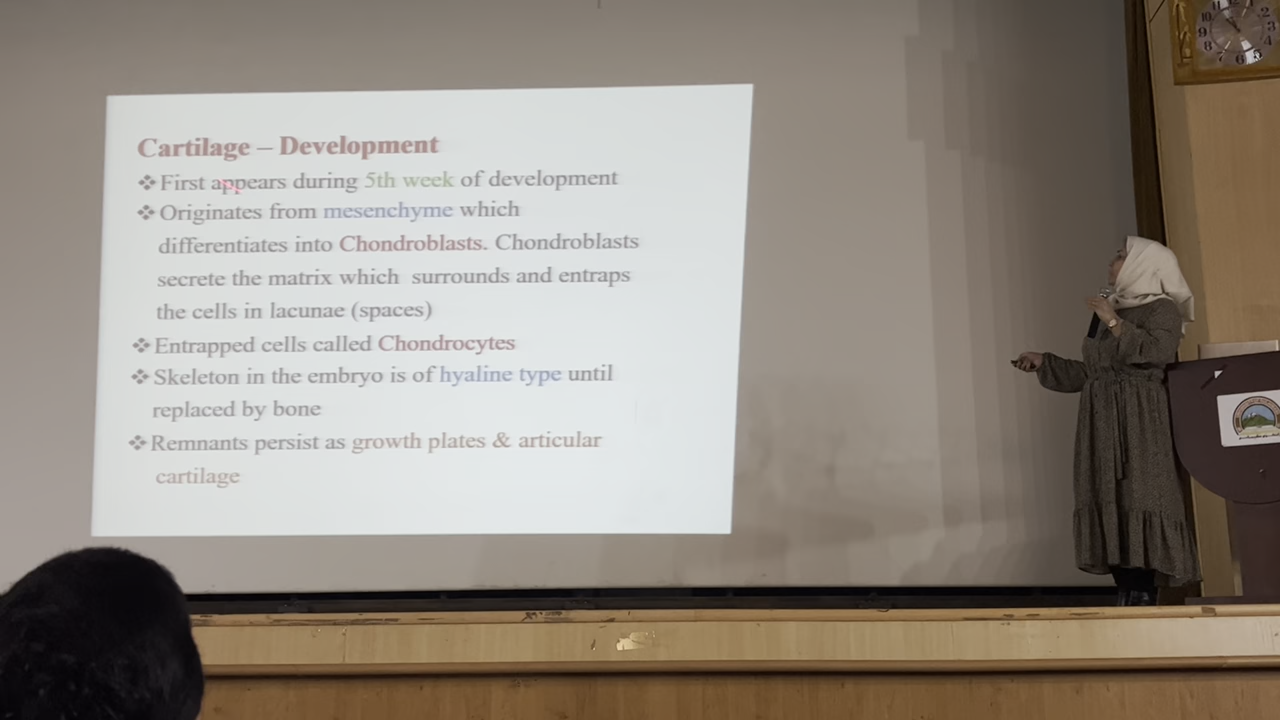 Cartilage – Development
❖First appears during 5th week of development
❖Originates from mesenchyme which
differentiates into Chondroblasts. Chondroblasts
secrete the matrix which surrounds and entraps
the cells in lacunae (spaces)
❖Entrapped cells called Chondrocytes
❖Skeleton in the embryo is of hyaline type until
replaced by bone
❖Remnants persist as growth plates & articular
cartilage